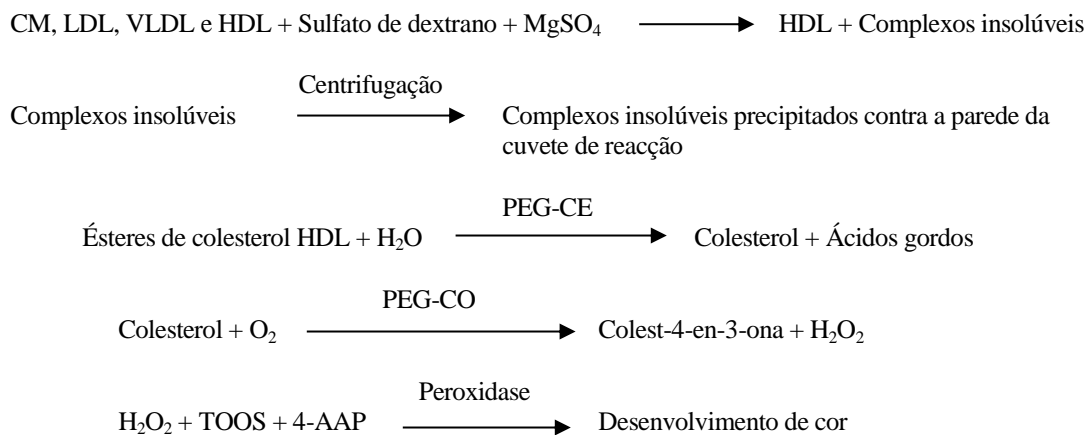 CM, LDL, VLDL e HDL + Sulfato de dextrano + MgSO₄ ⟶ HDL + Complexos insolúveis
Centrifugação
Complexos insolúveis ⟶ Complexos insolúveis precipitados contra a parede da
cuvete de reacção
PEG-CE
Ésteres de colesterol HDL + H₂O ⟶ Colesterol + Ácidos gordos
PEG-CO
Colesterol + O₂ ⟶ Colest-4-en-3-ona + H₂O₂
Peroxidase
H₂O₂ + TOOS + 4-AAP ⟶ Desenvolvimento de cor